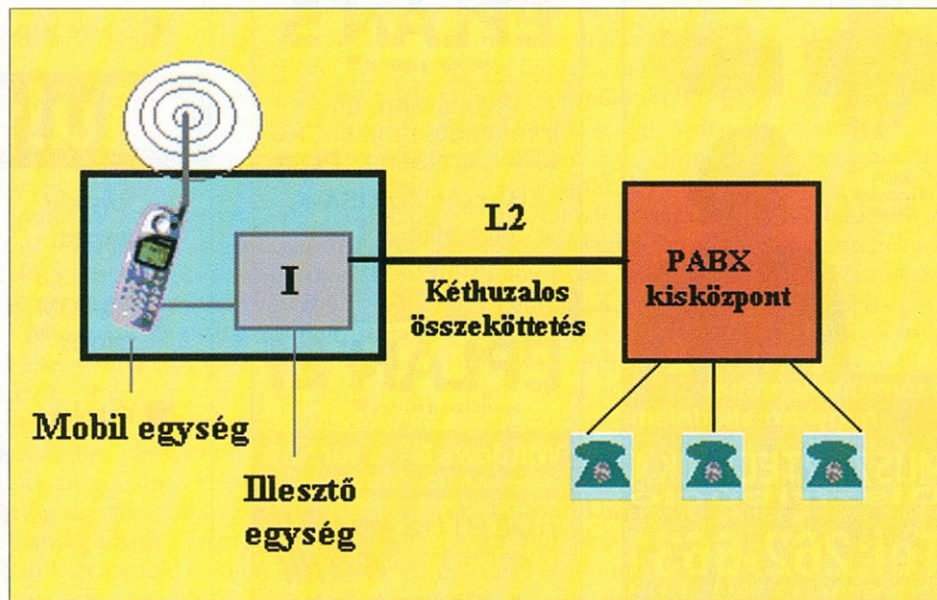 L2
I
PABX
kisközpont
Kéthuzalos
összeköttetés
Mobil egység
Illesztő
egység